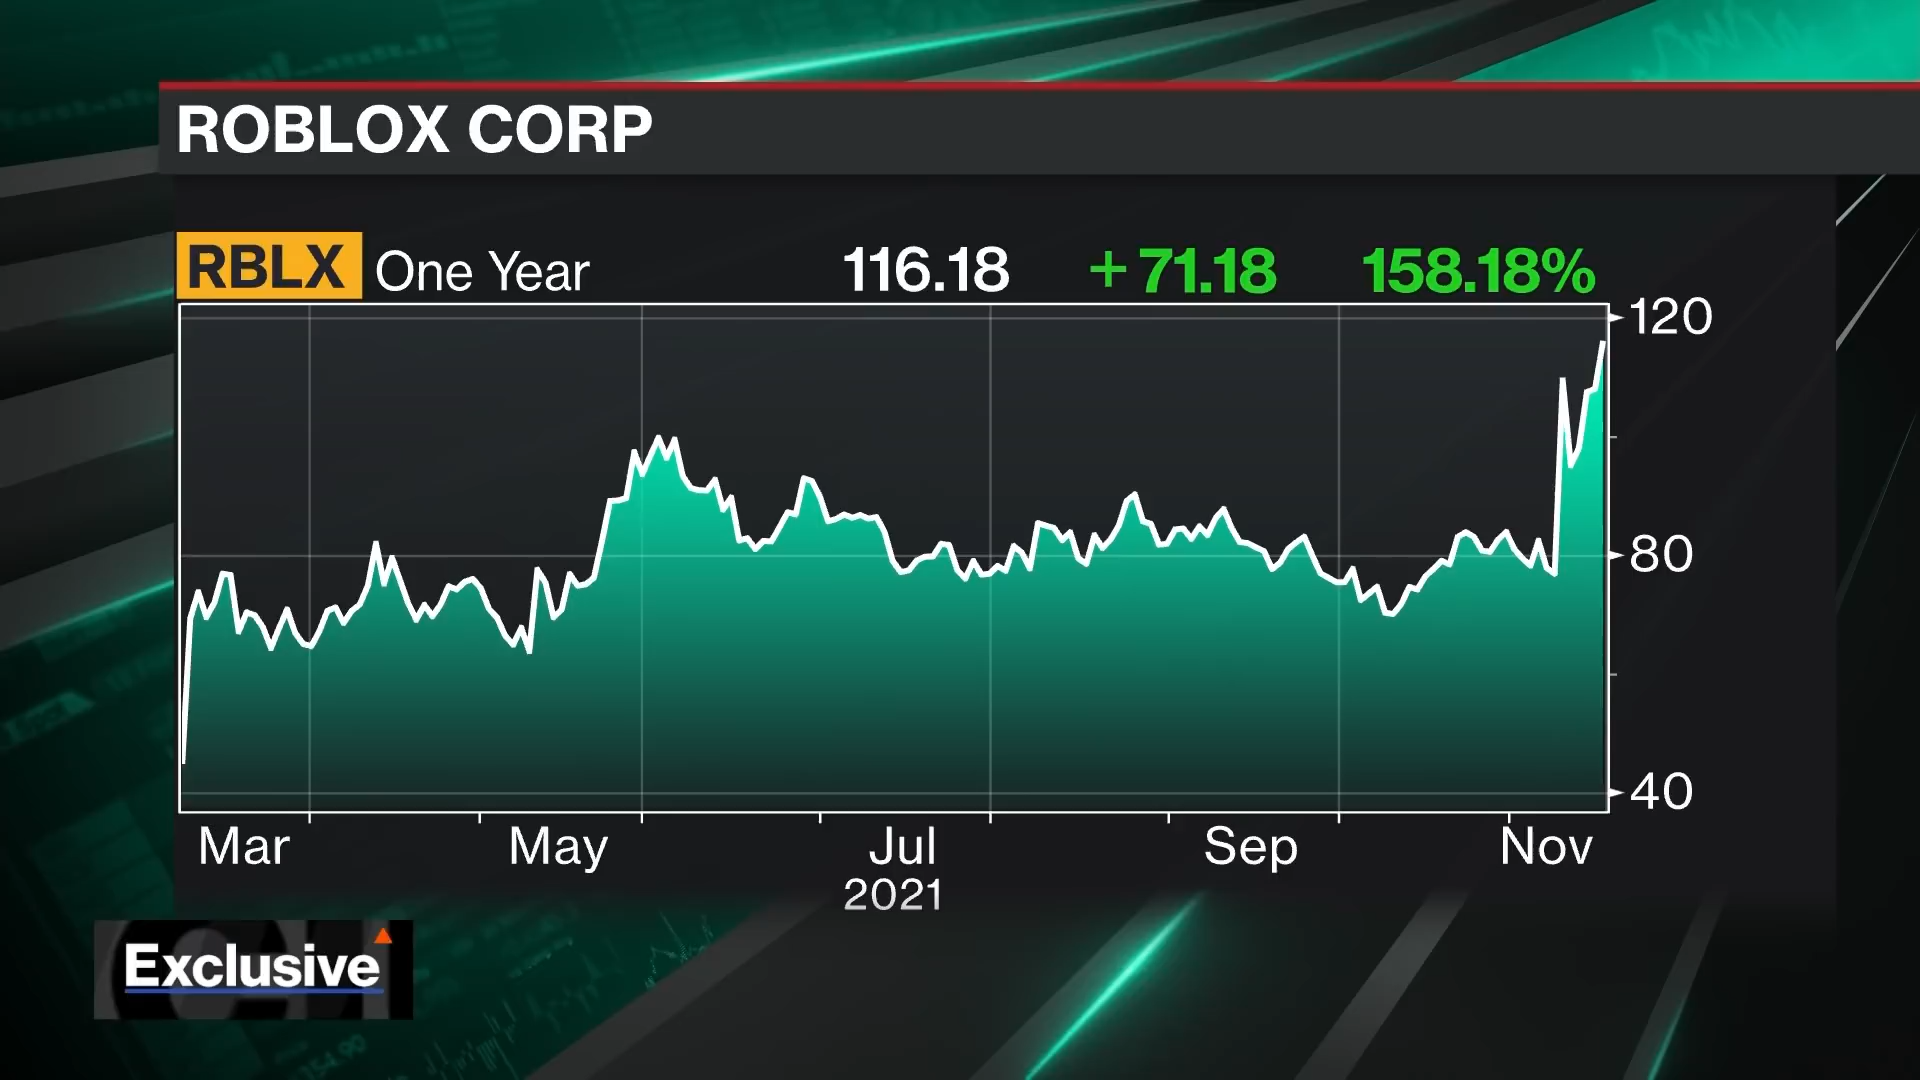 ROBLOX CORP
RBLX One Year 116.18 +71.18 158.18%
120
80
40
Mar May Jul Sep Nov
2021
Exclusive